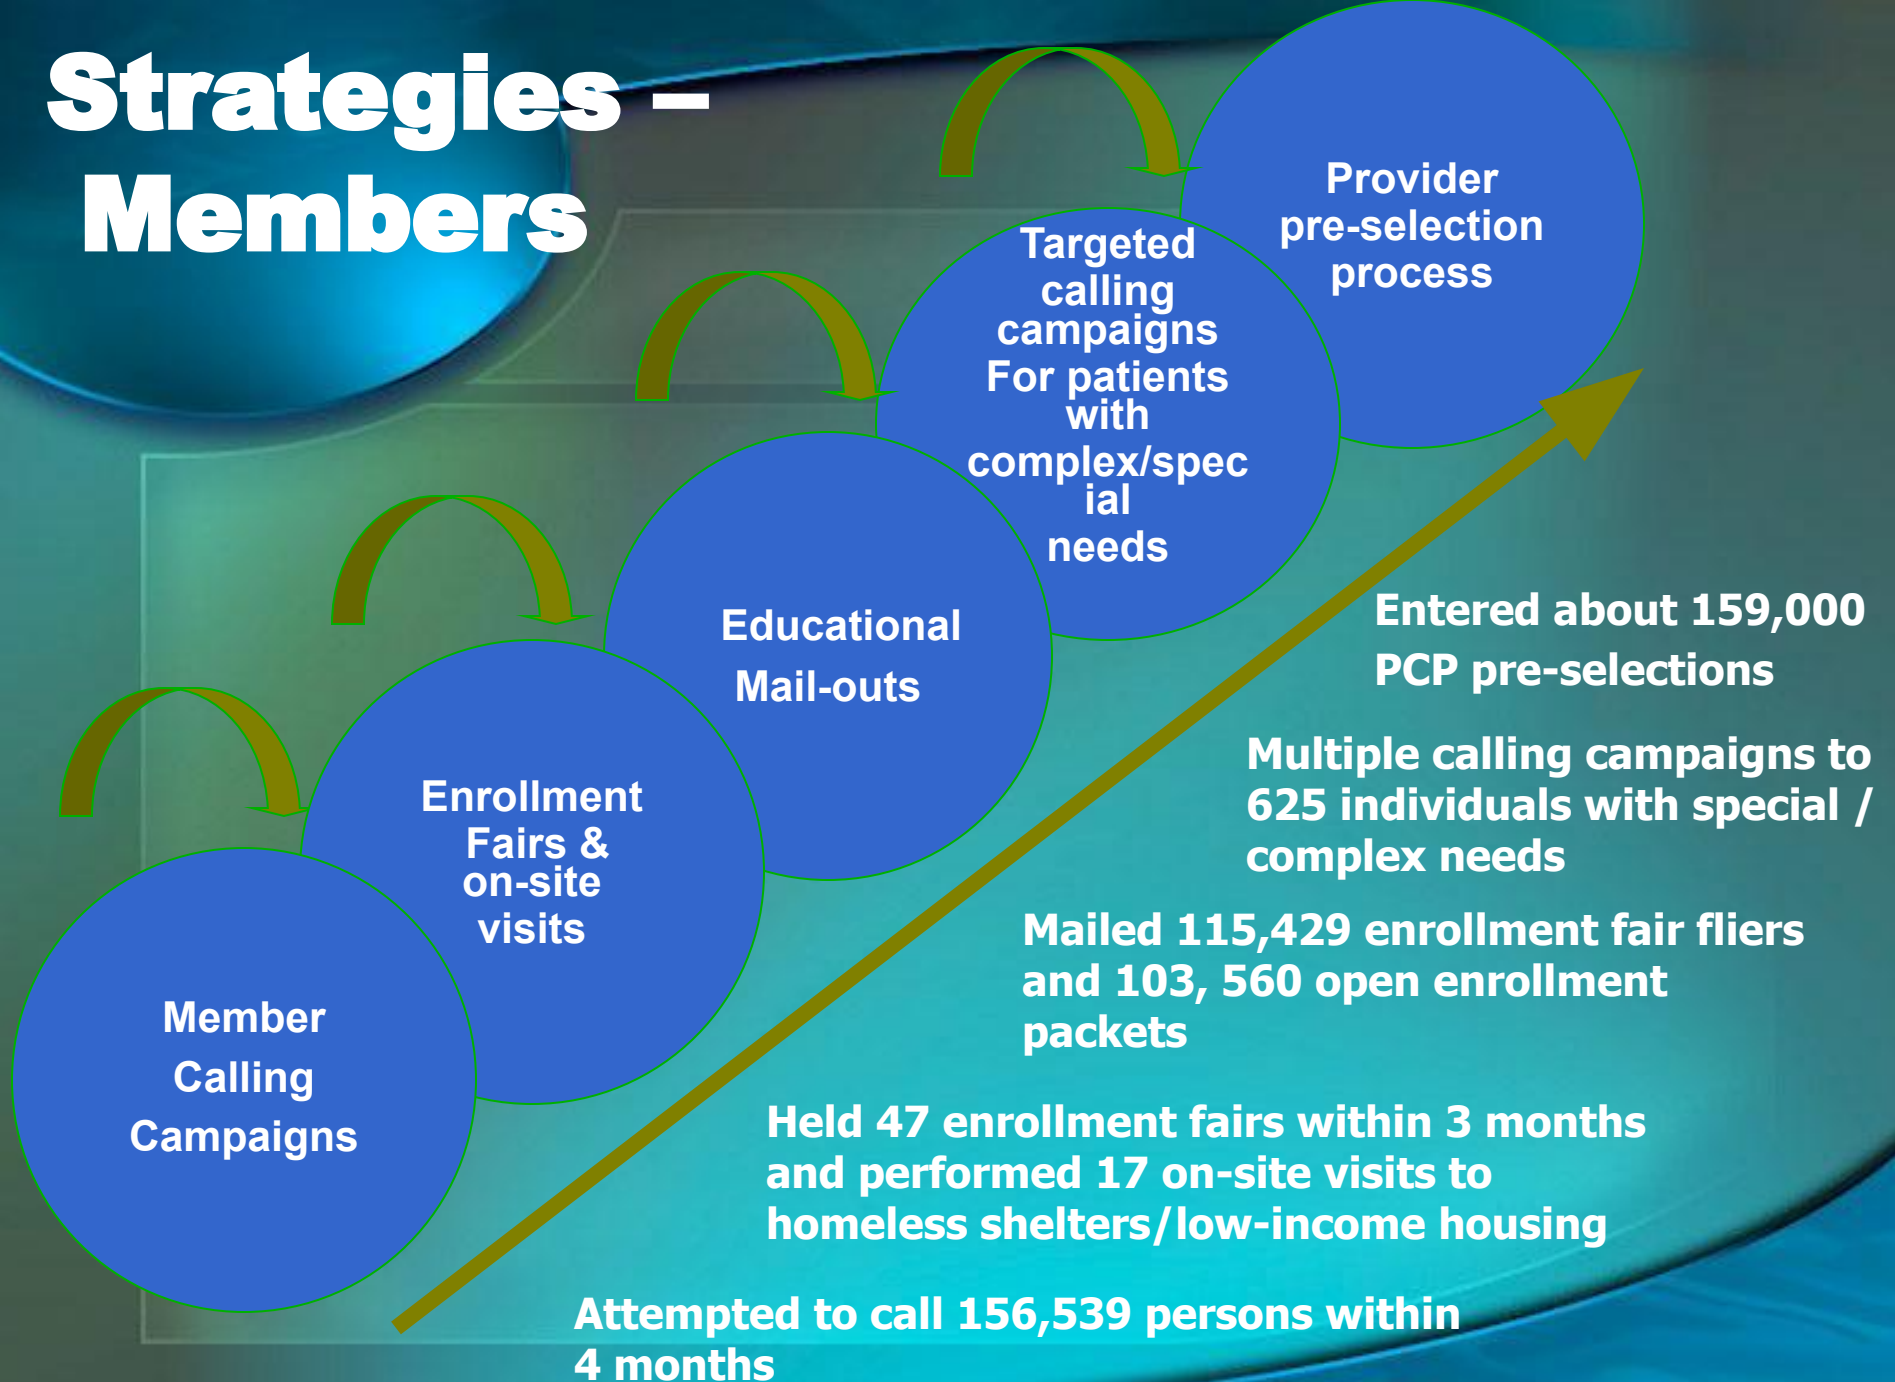 Strategies –
Members
Provider
pre-selection
process
Targeted
calling
campaigns
For patients
with
complex/spec
ial
needs
Educational
Mail-outs
Enrollment
Fairs &
on-site
visits
Member
Calling
Campaigns
Entered about 159,000
PCP pre-selections
Multiple calling campaigns to
625 individuals with special /
complex needs
Mailed 115,429 enrollment fair fliers
and 103, 560 open enrollment
packets
Held 47 enrollment fairs within 3 months
and performed 17 on-site visits to
homeless shelters/low-income housing
Attempted to call 156,539 persons within
4 months